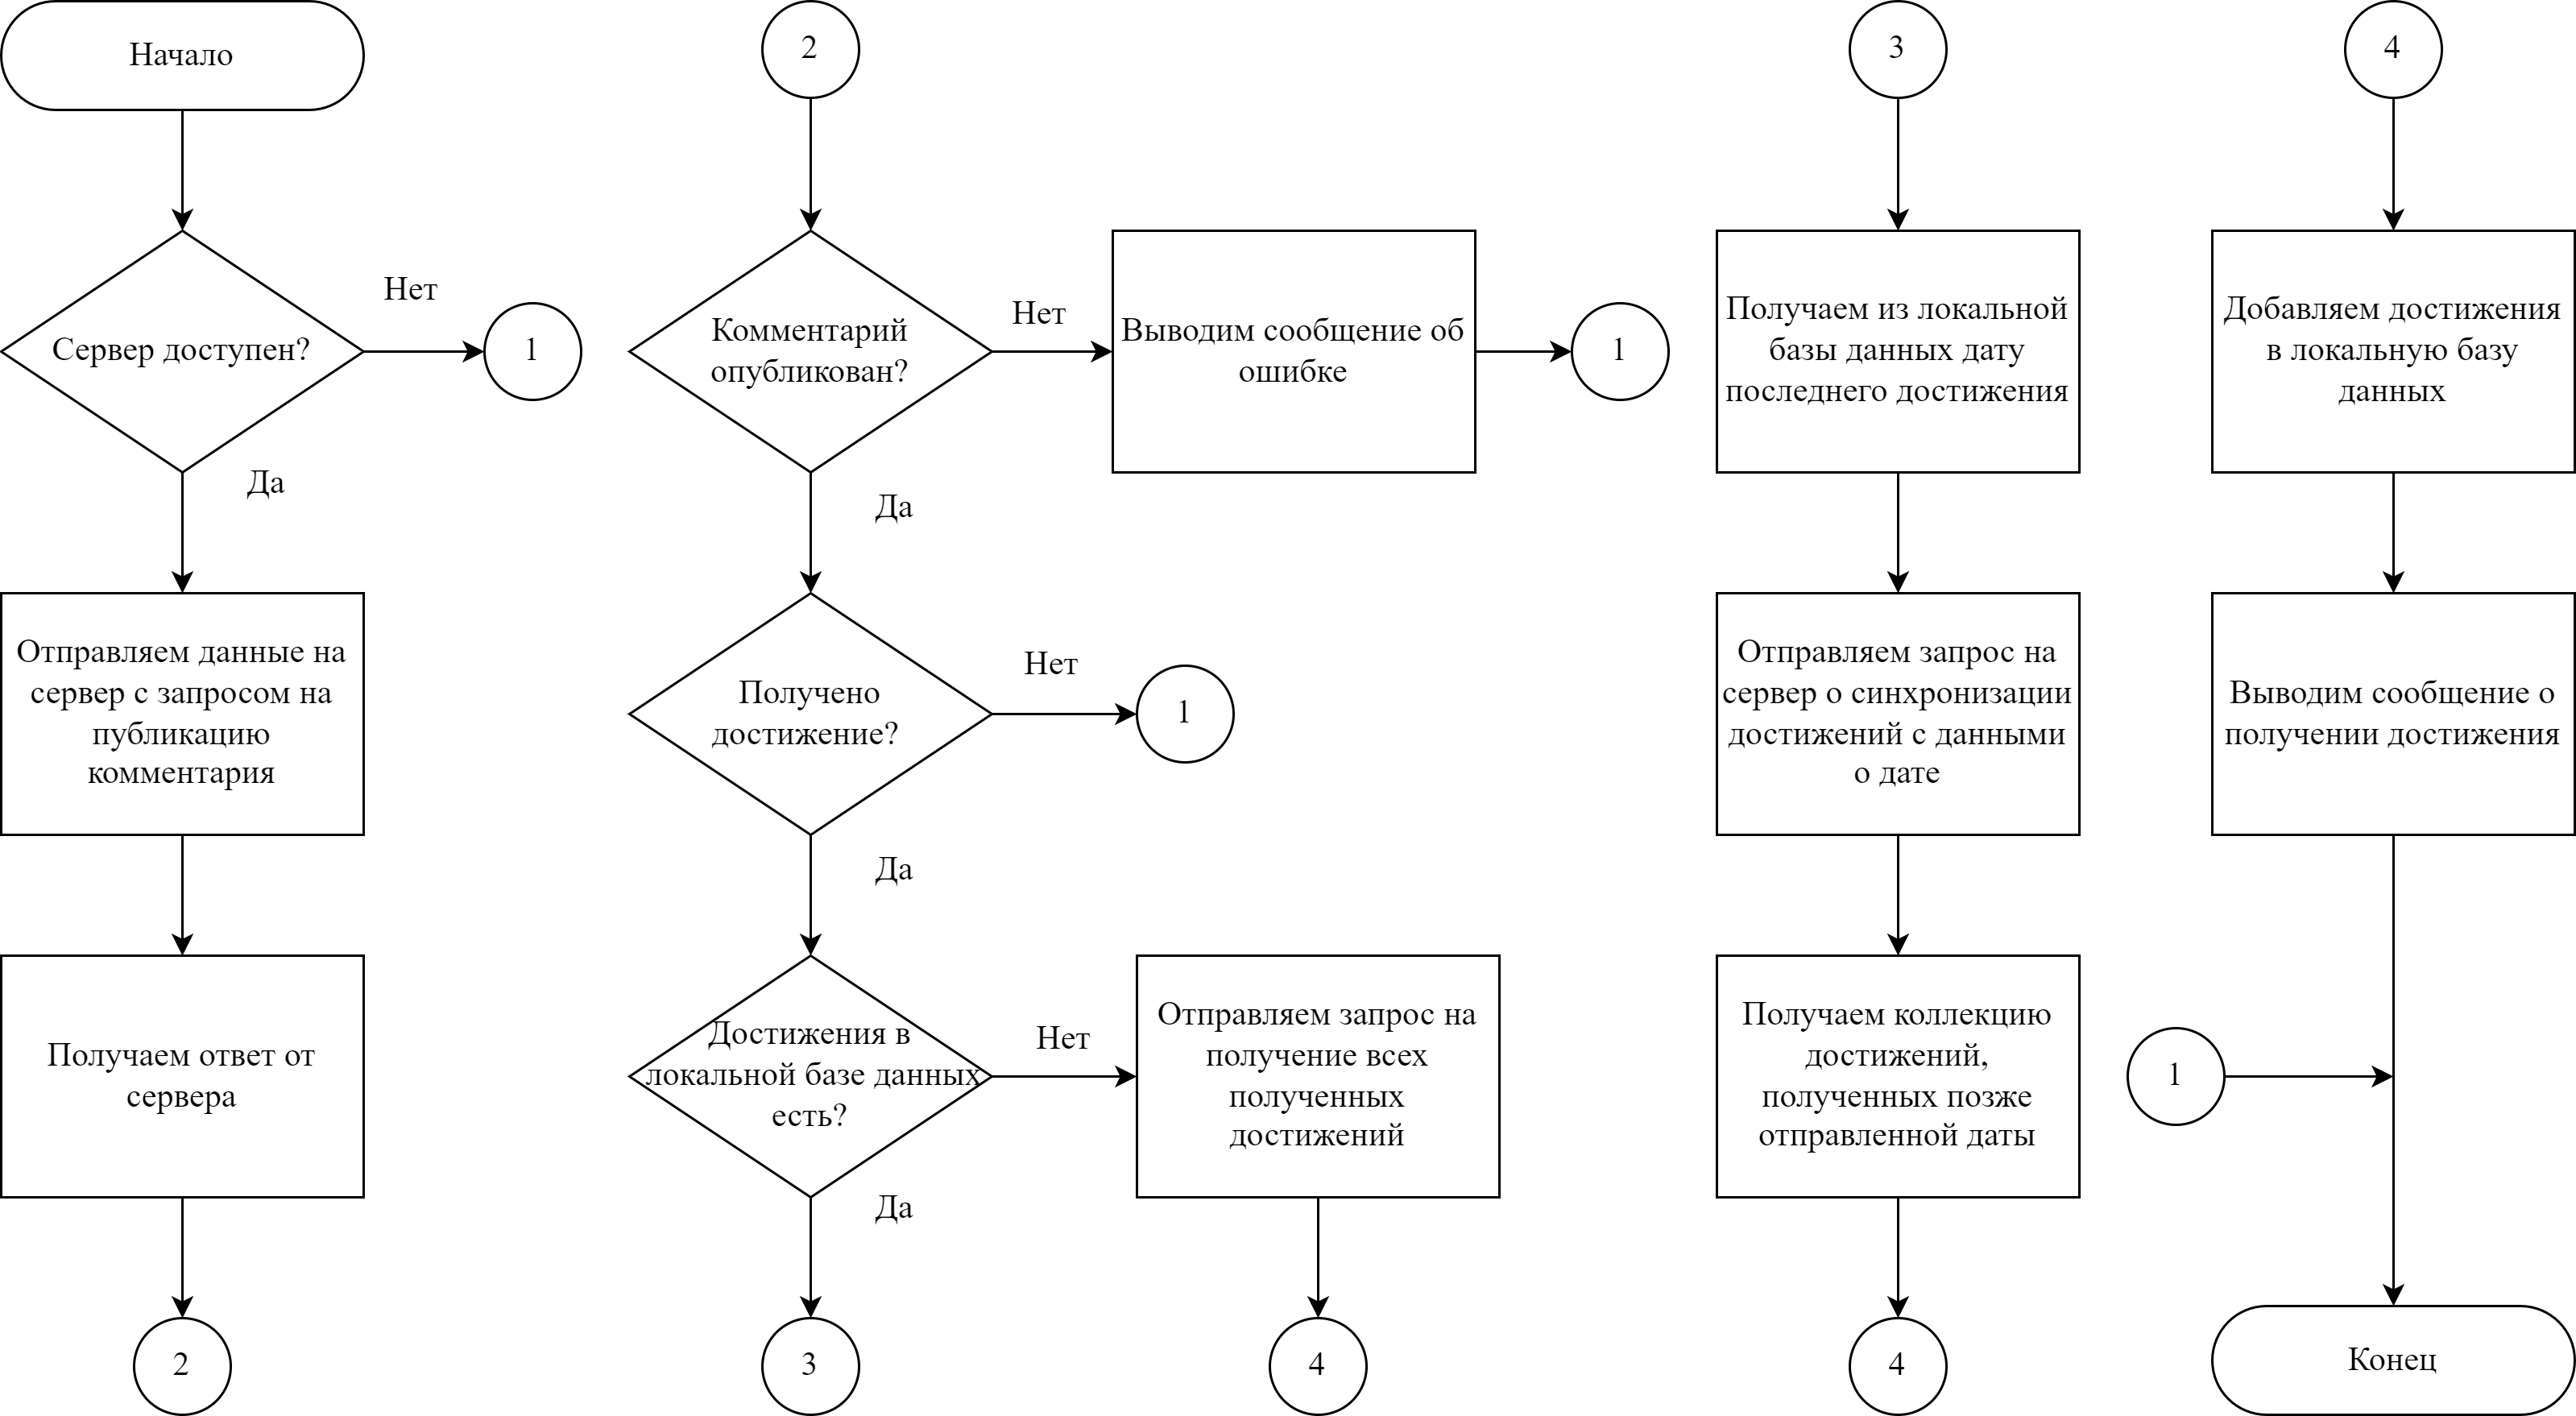 Начало
Сервер доступен?
Нет
1
Да
Отправляем данные на
сервер с запросом на
публикацию
комментария
Получаем ответ от
сервера
2
2
Комментарий
опубликован?
Нет
Выводим сообщение об
ошибке
1
Да
Получено
достижение?
Нет
1
Да
Достижения в
локальной базе данных
есть?
Нет
Отправляем запрос на
получение всех
полученных
достижений
4
Да
3
3
Получаем из локальной
базы данных дату
последнего достижения
Отправляем запрос на
сервер о синхронизации
достижений с данными
о дате
Получаем коллекцию
достижений,
полученных позже
отправленной даты
4
4
Добавляем достижения
в локальную базу
данных
Выводим сообщение о
получении достижения
1
Конец